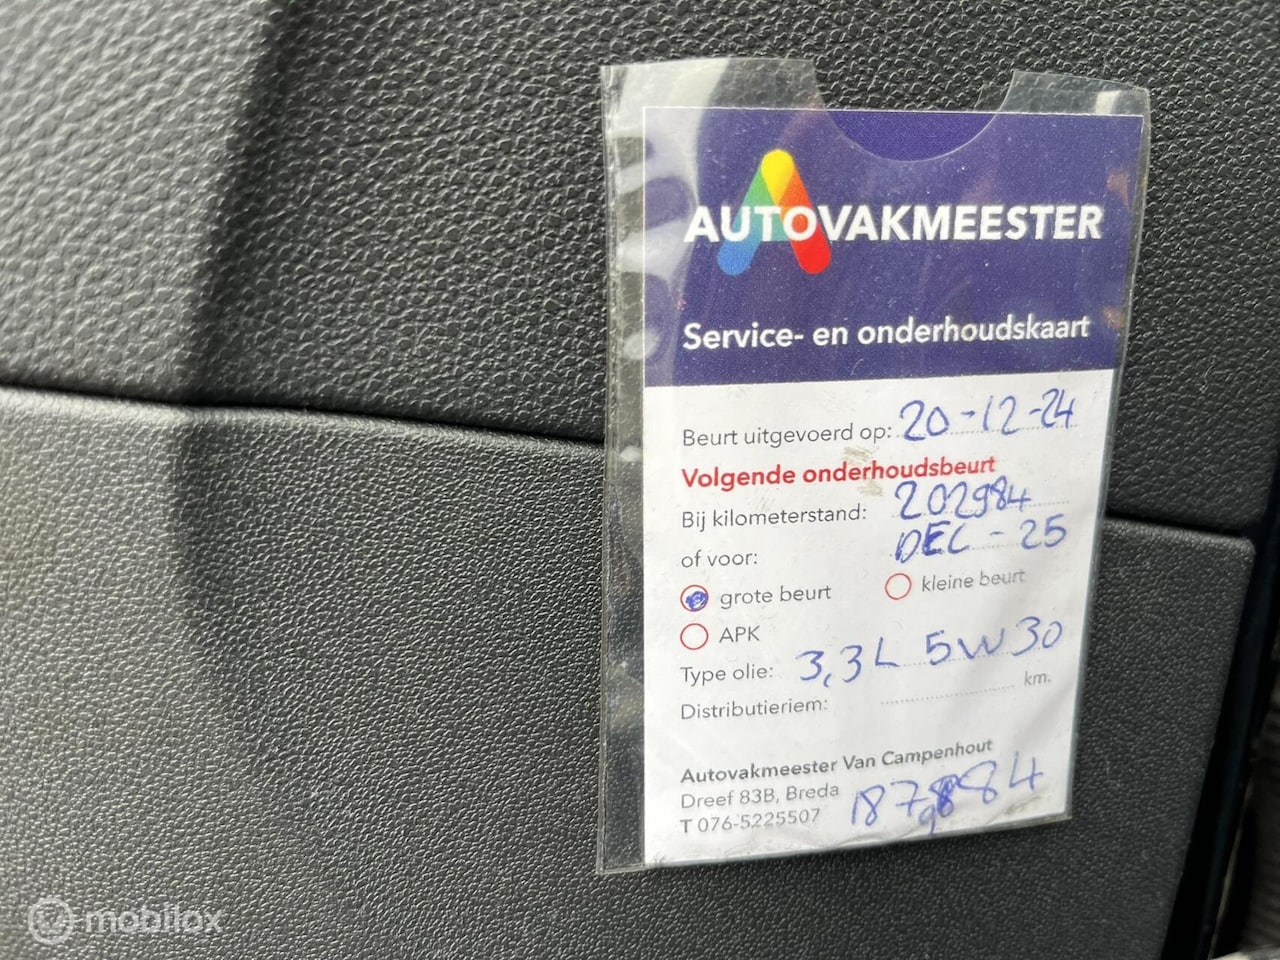 AUTOVAKMEESTER
Service- en onderhoudskaart
Beurt uitgevoerd op: 20-12-24
Volgende onderhoudsbeurt
Bij kilometerstand: 202984
of voor: DEC - 25
grote beurt kleine beurt
APK
Type olie: 3,3L 5W30
Distributieriem: km.
Autovakmeester Van Campenhout
Dreef 83B, Breda
T 076-5225507
mobilox